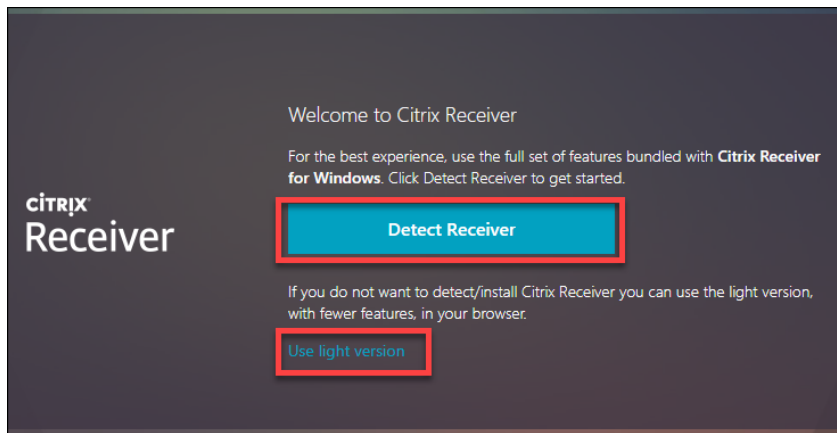 Welcome to Citrix Receiver
For the best experience, use the full set of features bundled with Citrix Receiver
for Windows. Click Detect Receiver to get started.
CİTRIX
Receiver
Detect Receiver
If you do not want to detect/install Citrix Receiver you can use the light version,
with fewer features, in your browser.
Use light version